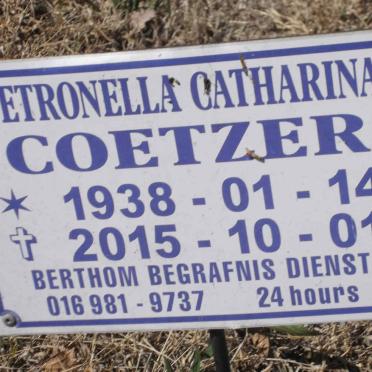 ETRONELLA CATHARINA
COETZER
1938 - 01 - 14
2015 - 10 - 01
BERTHOM BEGRAFNIS DIENST
016 981 - 9737 24 hours